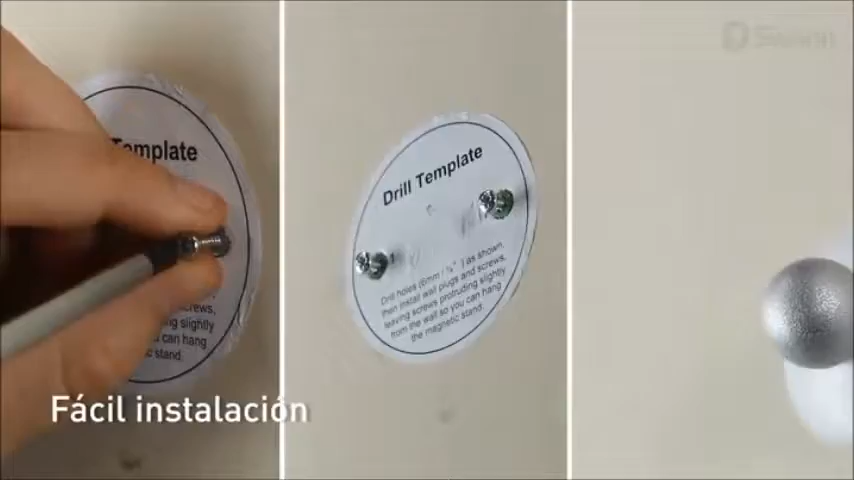 Template
screws,
slightly
can hang
stand.
Drill Template
Drill holes (6mm / ¼") as shown,
then install wall plugs and screws,
leaving screws protruding slightly
from the wall so you can hang
the magnetic stand.
Swann
Fácil instalación